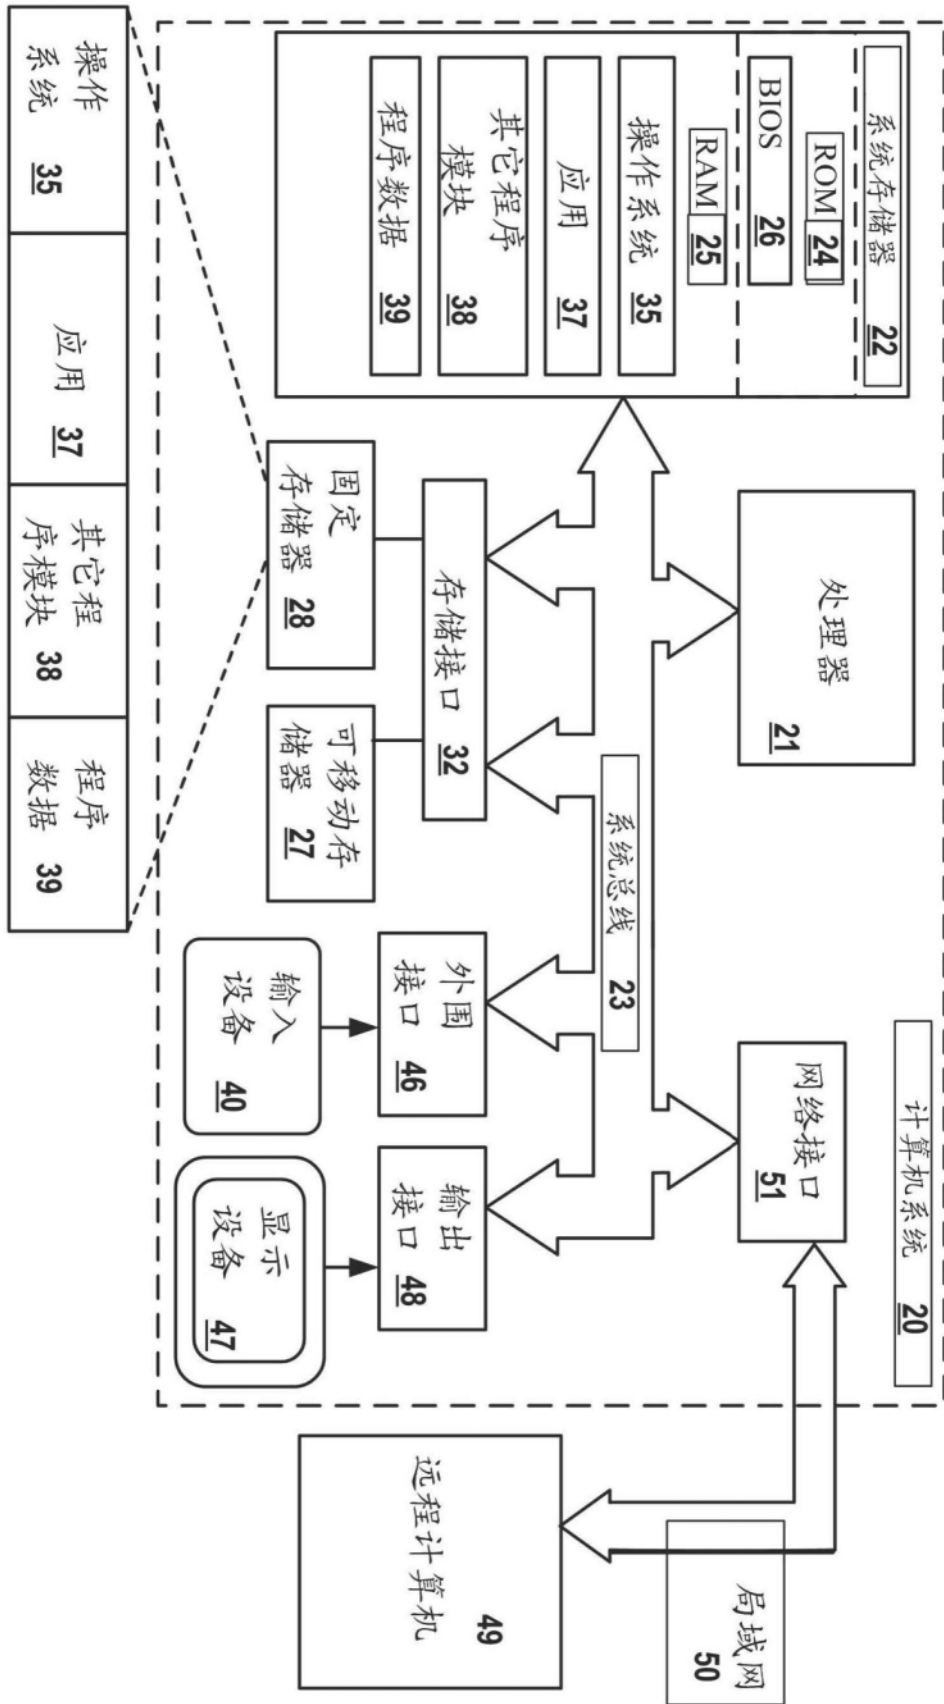 计算机系统 20
系统存储器 22
ROM 24
BIOS 26
RAM 25
操作系统 35
应用 37
其它程序
模块 38
程序数据 39
处理器 21
网络接口 51
系统总线 23
存储接口 32
外围
接口 46
输出
接口 48
固定
存储器 28
可移动存
储器 27
输入
设备 40
显示
设备 47
局域网 50
远程计算机 49
操作
系统 35
应用 37
其它程
序模块 38
程序
数据 39